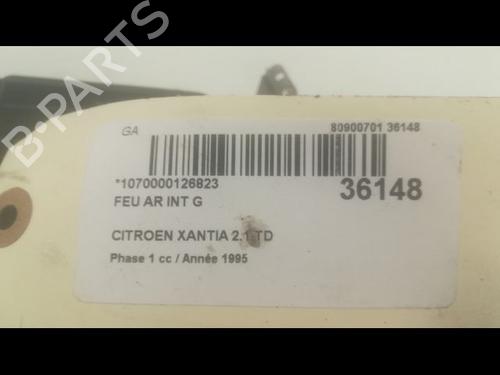 GA
80900701 36148
*1070000126823
36148
FEU AR INT G
CITROEN XANTIA 2.1 TD
Phase 1 cc / Année 1995
B-PARTS